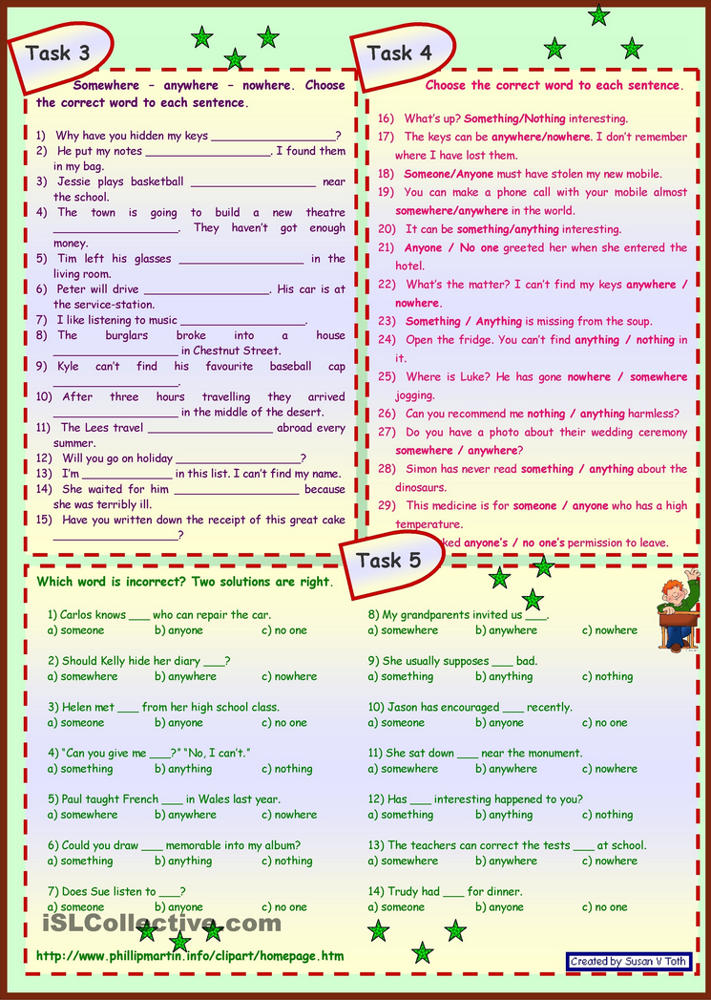 Task 3
Somewhere – anywhere – nowhere. Choose
the correct word to each sentence.
1) Why have you hidden my keys ___________________?
2) He put my notes ___________________. I found them
in my bag.
3) Jessie plays basketball ___________________ near
the school.
4) The town is going to build a new theatre
___________________. They haven't got enough
money.
5) Tim left his glasses ___________________ in the
living room.
6) Peter will drive ___________________. His car is at
the service-station.
7) I like listening to music ___________________.
8) The burglars broke into a house
___________________ in Chestnut Street.
9) Kyle can't find his favourite baseball cap
___________________.
10) After three hours travelling they arrived
___________________ in the middle of the desert.
11) The Lees travel ___________________ abroad every
summer.
12) Will you go on holiday ___________________?
13) I'm ______________ in this list. I can't find my name.
14) She waited for him ___________________ because
she was terribly ill.
15) Have you written down the receipt of this great cake
___________________?
Task 4
Choose the correct word to each sentence.
16) What's up? Something/Nothing interesting.
17) The keys can be anywhere/nowhere. I don't remember
where I have lost them.
18) Someone/Anyone must have stolen my new mobile.
19) You can make a phone call with your mobile almost
somewhere/anywhere in the world.
20) It can be something/anything interesting.
21) Anyone / No one greeted her when she entered the
hotel.
22) What's the matter? I can't find my keys anywhere /
nowhere.
23) Something / Anything is missing from the soup.
24) Open the fridge. You can't find anything / nothing in
it.
25) Where is Luke? He has gone nowhere / somewhere
jogging.
26) Can you recommend me nothing / anything harmless?
27) Do you have a photo about their wedding ceremony
somewhere / anywhere?
28) Simon has never read something / anything about the
dinosaurs.
29) This medicine is for someone / anyone who has a high
temperature.
anyone's / no one's permission to leave.
Task 5
Which word is incorrect? Two solutions are right.
1) Carlos knows ___ who can repair the car.
a) someone b) anyone c) no one
2) Should Kelly hide her diary ___?
a) somewhere b) anywhere c) nowhere
3) Helen met ___ from her high school class.
a) someone b) anyone c) no one
4) "Can you give me ___?" "No, I can't."
a) something b) anything c) nothing
5) Paul taught French ___ in Wales last year.
a) somewhere b) anywhere c) nowhere
6) Could you draw ___ memorable into my album?
a) something b) anything c) nothing
7) Does Sue listen to ___?
a) someone b) anyone c) no one
8) My grandparents invited us ___.
a) somewhere b) anywhere c) nowhere
9) She usually supposes ___ bad.
a) something b) anything c) nothing
10) Jason has encouraged ___ recently.
a) someone b) anyone c) no one
11) She sat down ___ near the monument.
a) somewhere b) anywhere c) nowhere
12) Has ___ interesting happened to you?
a) something b) anything c) nothing
13) The teachers can correct the tests ___ at school.
a) somewhere b) anywhere c) nowhere
14) Trudy had ___ for dinner.
a) someone b) anyone c) no one
iSLCollective.com
http://www.phillipmartin.info/clipart/homepage.htm
Created by Susan V Toth